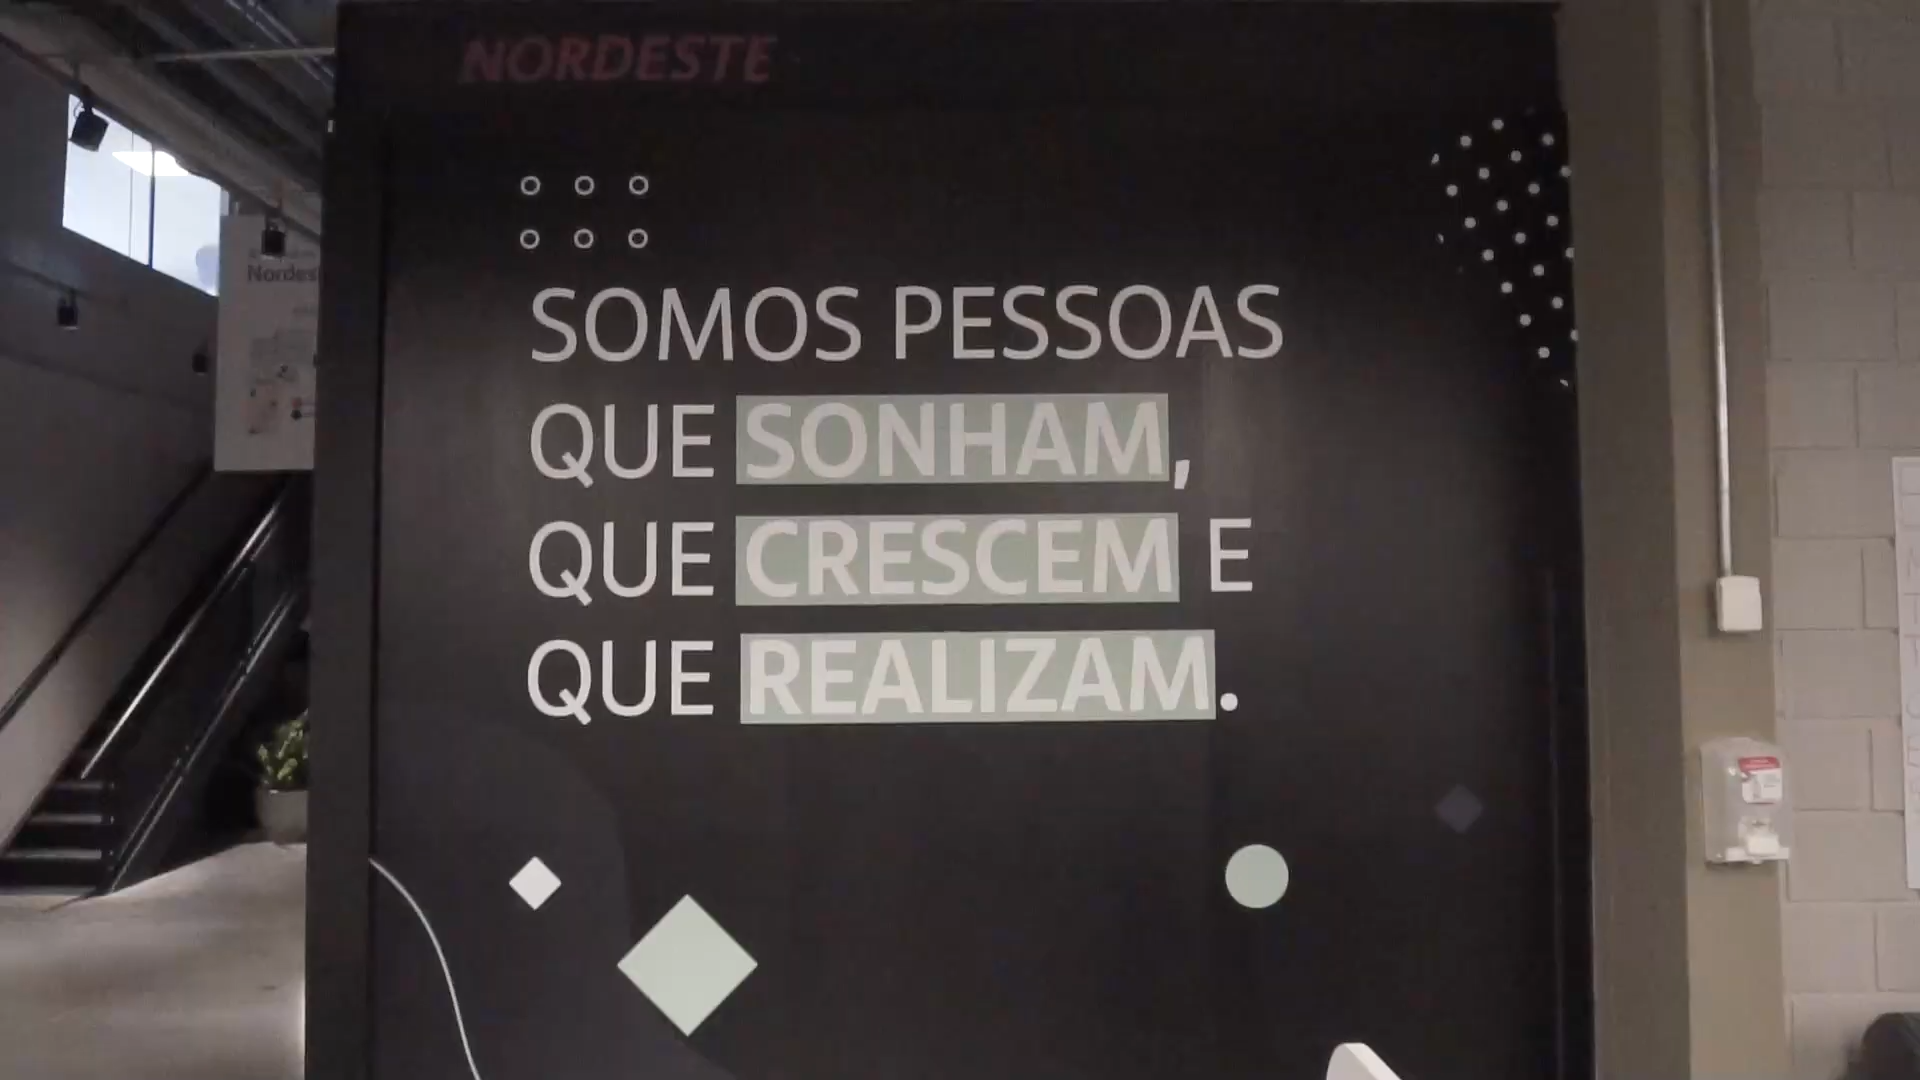 NORDESTE
SOMOS PESSOAS
QUE SONHAM,
QUE CRESCEM E
QUE REALIZAM.